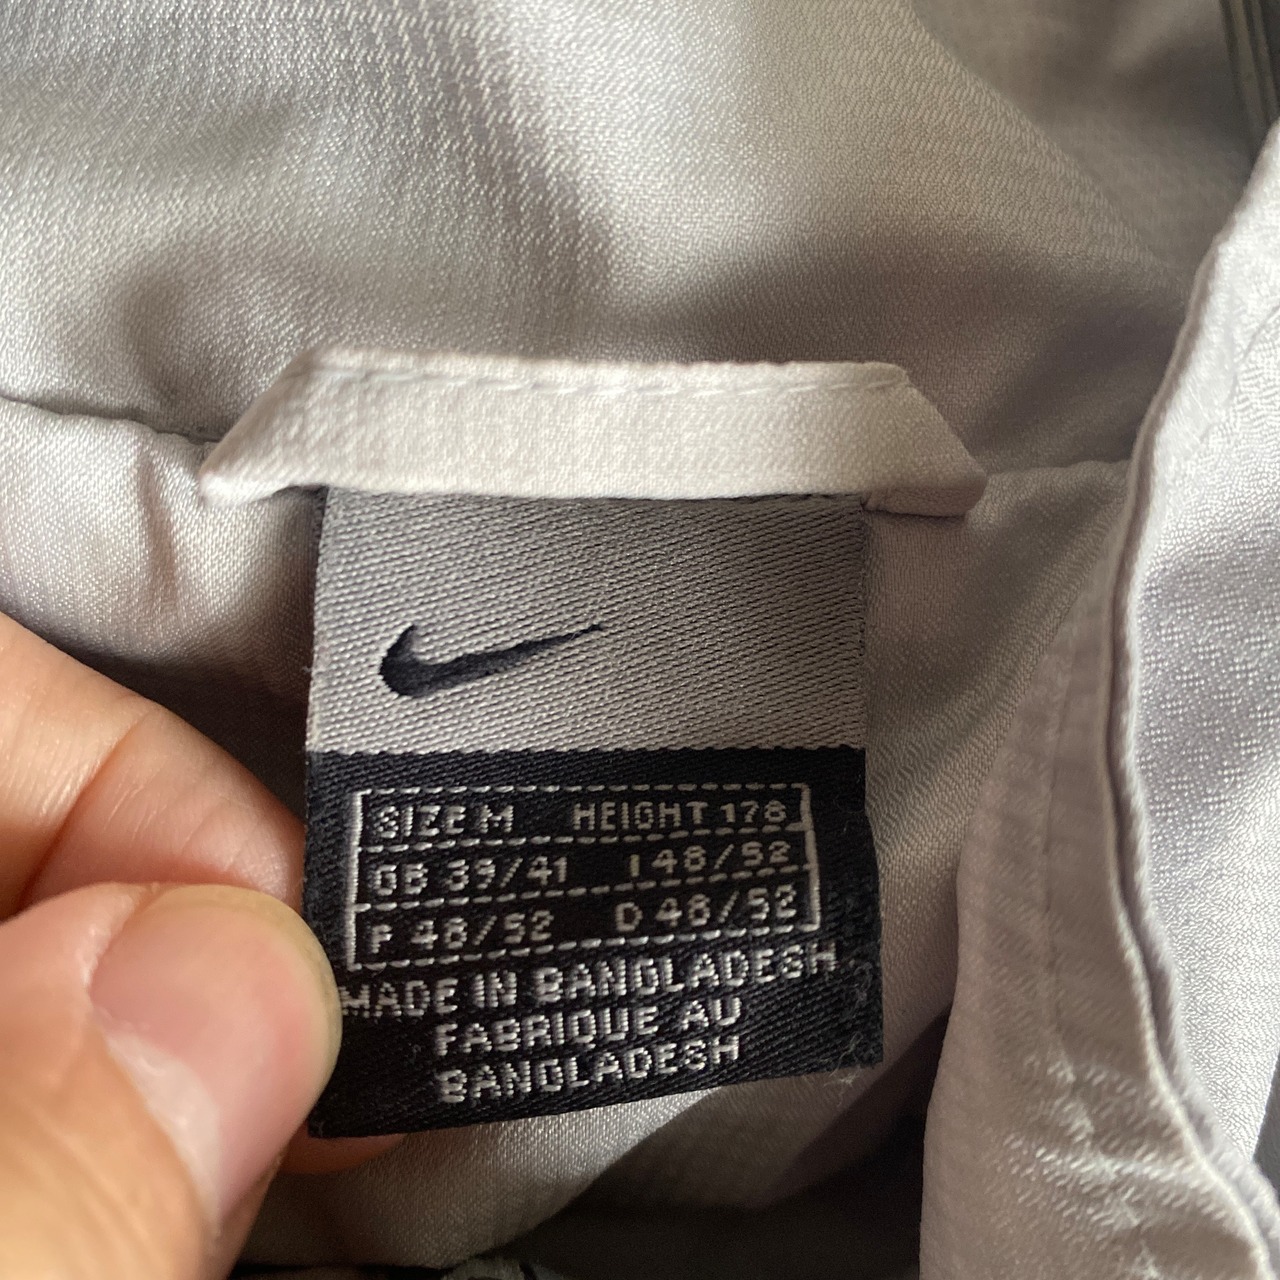 SIZE M HEIGHT 178
GB 39/41 I 48/52
F 48/52 D 48/52
MADE IN BANGLADESH
FABRIQUE AU
BANGLADESH